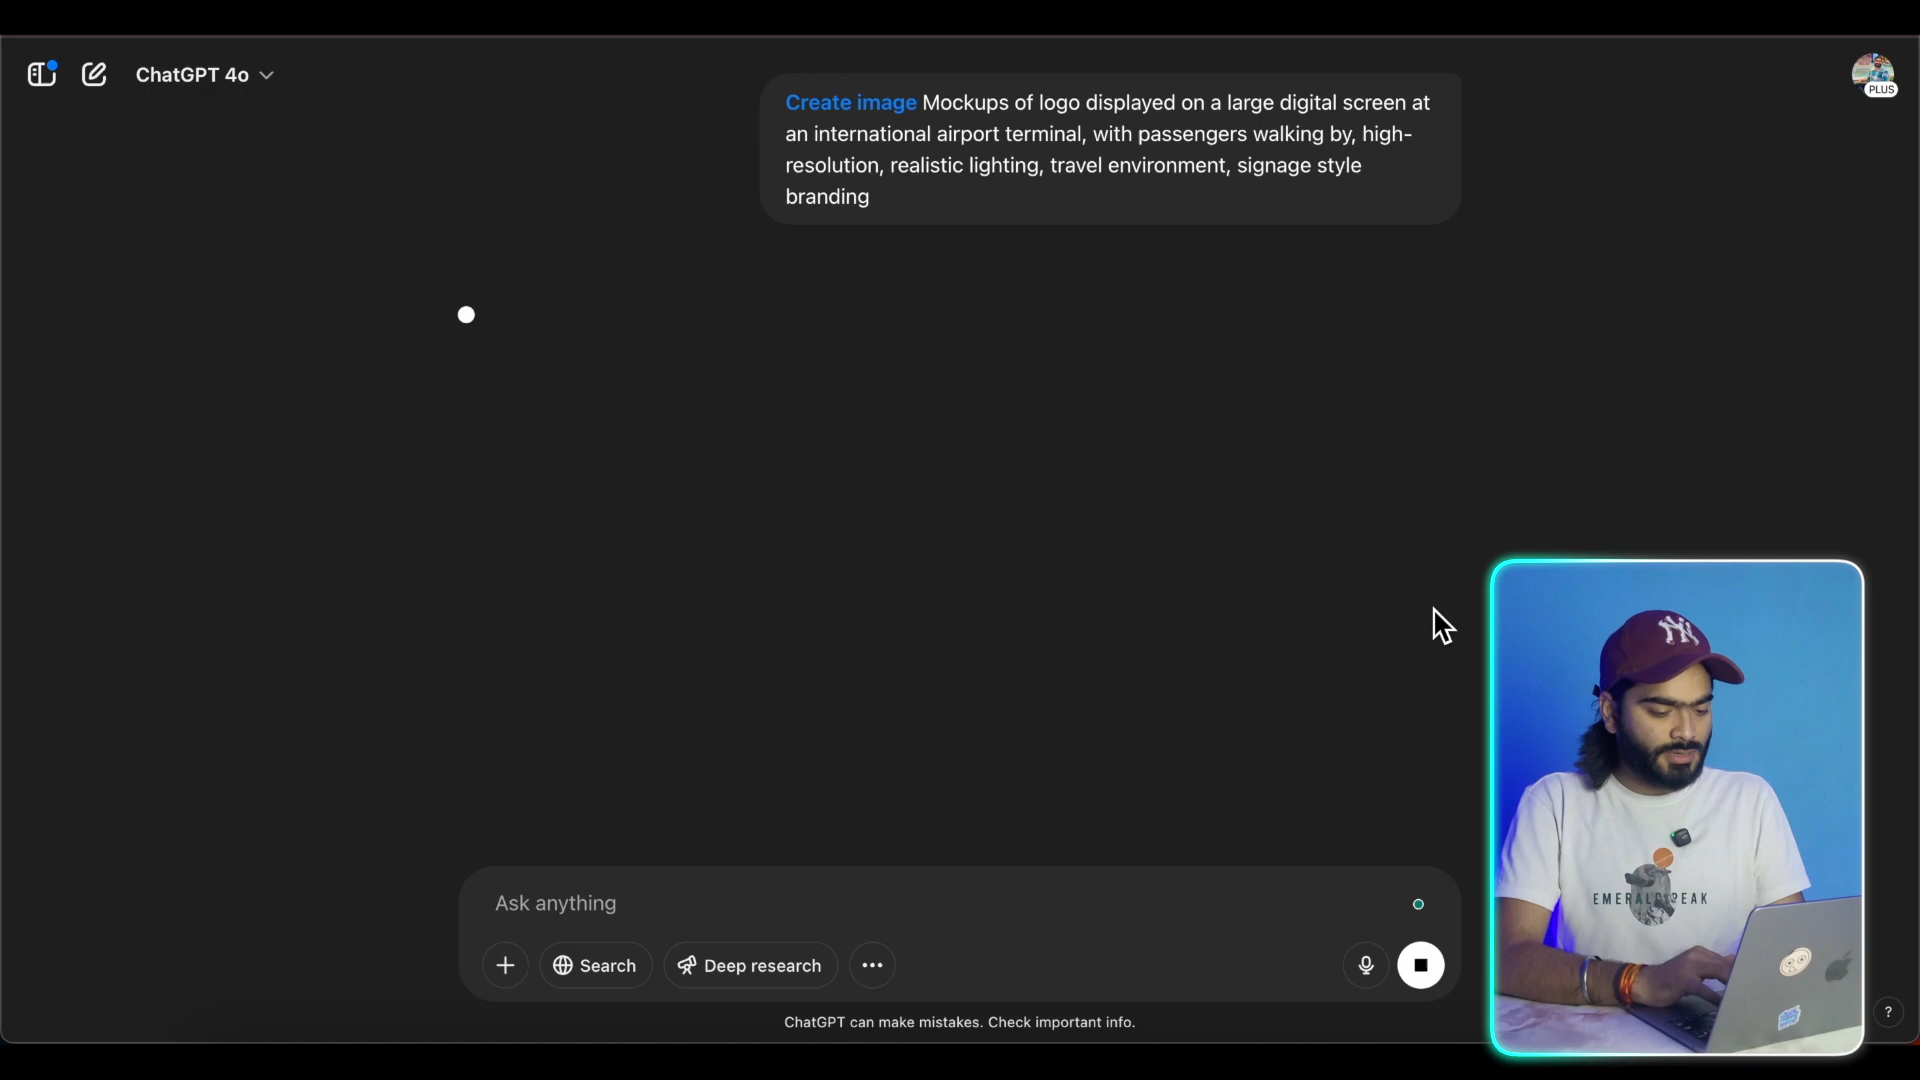 ChatGPT 4o
PLUS
Create image Mockups of logo displayed on a large digital screen at
an international airport terminal, with passengers walking by, high-
resolution, realistic lighting, travel environment, signage style
branding
NY
EMERALD PEAK
Ask anything
Search
Deep research
ChatGPT can make mistakes. Check important info.
?